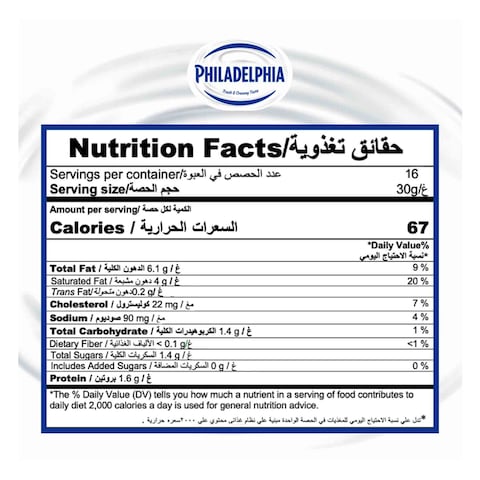 PHILADELPHIA
Fresh & Creamy Taste
Nutrition Facts/حقائق تغذوية
Servings per container/عدد الحصص في العبوة 16
Serving size/حجم الحصة 30g/غ
Amount per serving/ الكمية لكل حصة
Calories / السعرات الحرارية 67
*Daily Value%
*نسبة الاحتياج اليومي
Total Fat / الدهون الكلية 6.1 g / غ 9 %
Saturated Fat / دهون مشبعة 4 g / غ 20 %
Trans Fat/دهون متحولة 0.2 g/غ
Cholesterol / كوليسترول 22 mg / مغ 7 %
Sodium / صوديوم 90 mg / مغ 4 %
Total Carbohydrate / الكربوهيدرات الكلية 1.4 g / غ 1 %
Dietary Fiber / الألياف الغذائية < 0.1 g/غ <1 %
Total Sugars / السكريات الكلية 1.4 g / غ
Includes Added Sugars / السكريات المضافة 0 g / غ 0 %
Protein / بروتين 1.6 g / غ
*The % Daily Value (DV) tells you how much a nutrient in a serving of food contributes to
daily diet 2,000 calories a day is used for general nutrition advice.
*تدل علي نسبة الاحتياج اليومي للمغذيات في الحصة الواحدة مبنية علي نظام غذائي محتوي علي ٢٠٠٠سعره حرارية .